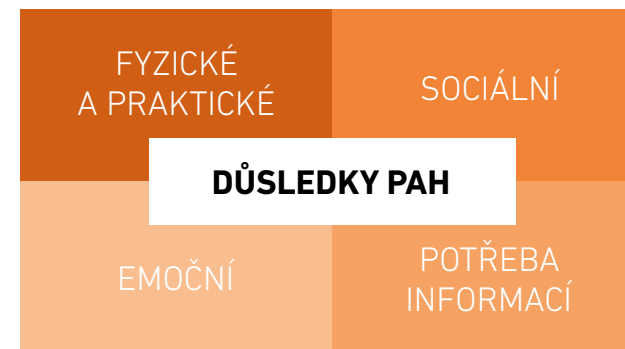 FYZICKÉ
A PRAKTICKÉ
SOCIÁLNÍ
DŮSLEDKY PAH
EMOČNÍ
POTŘEBA
INFORMACÍ